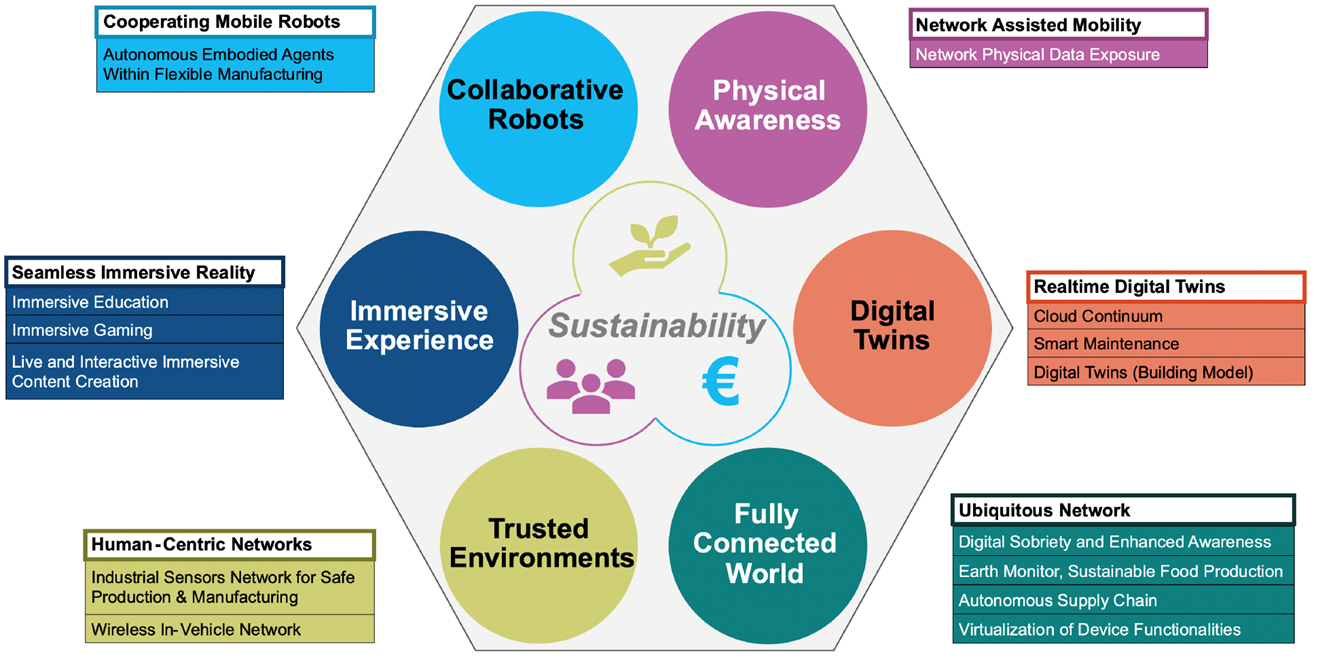 Cooperating Mobile Robots
Autonomous Embodied Agents
Within Flexible Manufacturing
Collaborative
Robots
Physical
Awareness
Network Assisted Mobility
Network Physical Data Exposure
Seamless Immersive Reality
Immersive Education
Immersive Gaming
Live and Interactive Immersive
Content Creation
Immersive
Experience
Sustainability
€
Digital
Twins
Realtime Digital Twins
Cloud Continuum
Smart Maintenance
Digital Twins (Building Model)
Human-Centric Networks
Industrial Sensors Network for Safe
Production & Manufacturing
Wireless In-Vehicle Network
Trusted
Environments
Fully
Connected
World
Ubiquitous Network
Digital Sobriety and Enhanced Awareness
Earth Monitor, Sustainable Food Production
Autonomous Supply Chain
Virtualization of Device Functionalities